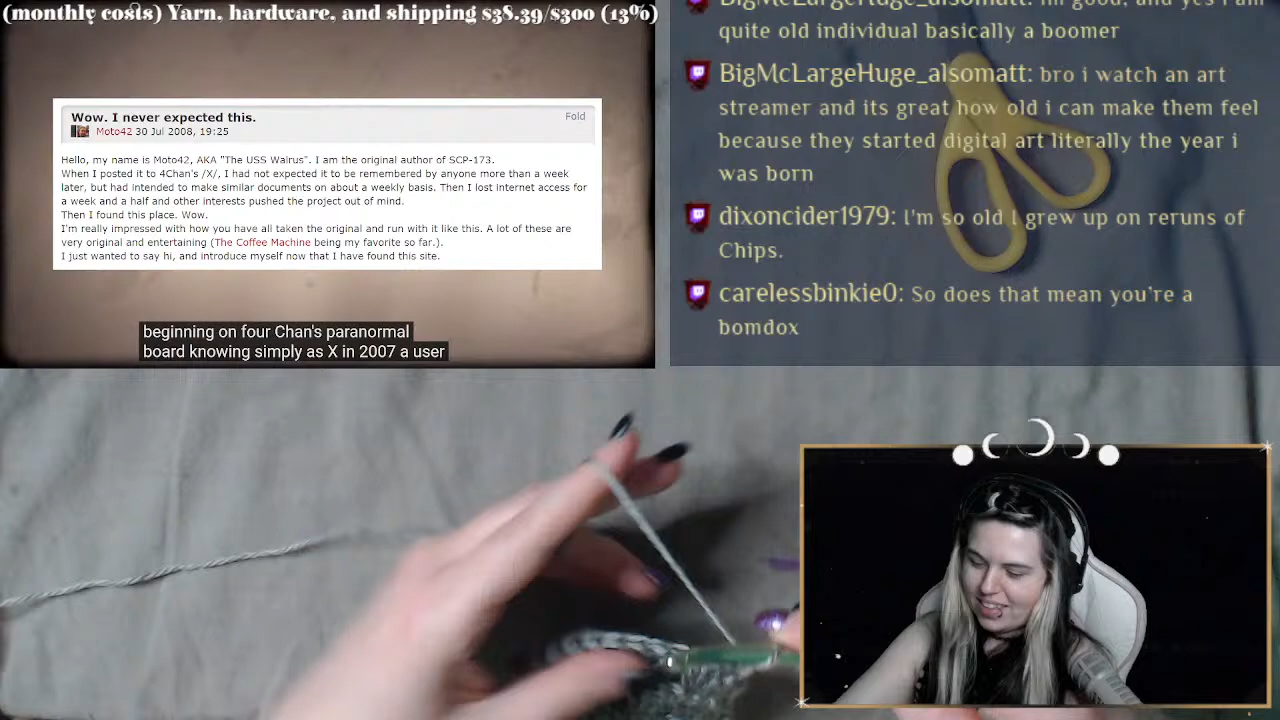 (monthly costs) Yarn, hardware, and shipping $38.39/$300 (13%)
Wow. I never expected this.
Fold
Moto42 30 Jul 2008, 19:25
Hello, my name is Moto42, AKA "The USS Walrus". I am the original author of SCP-173.
When I posted it to 4Chan's /X/, I had not expected it to be remembered by anyone more than a week
later, but had intended to make similar documents on about a weekly basis. Then I lost internet access for
a week and a half and other interests pushed the project out of mind.
Then I found this place. Wow.
I'm really impressed with how you have all taken the original and run with it like this. A lot of these are
very original and entertaining (The Coffee Machine being my favorite so far.).
I just wanted to say hi, and introduce myself now that I have found this site.
beginning on four Chan's paranormal
board knowing simply as X in 2007 a user
BigMcLargeHuge_alsomatt: im good, and yes i am
quite old individual basically a boomer
BigMcLargeHuge_alsomatt: bro i watch an art
streamer and its great how old i can make them feel
because they started digital art literally the year i
was born
dixoncider1979: I'm so old I grew up on reruns of
Chips.
carelessbinkie0: So does that mean you're a
bomdox